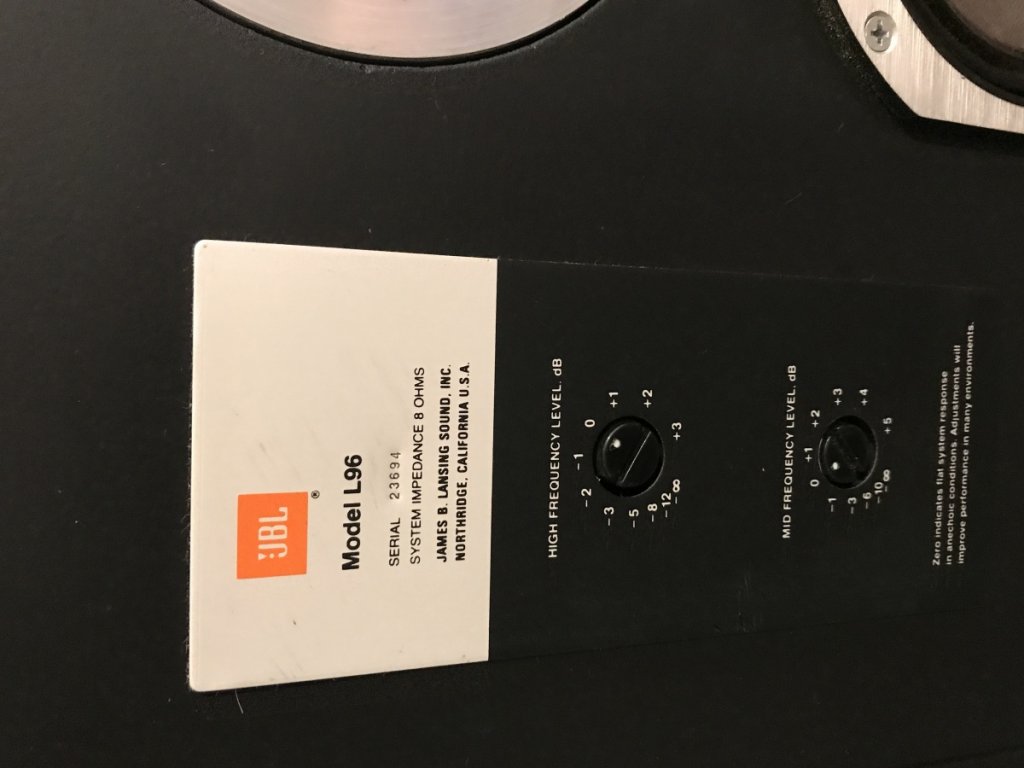 JBL
®
Model L96
SERIAL 23694
SYSTEM IMPEDANCE 8 OHMS
JAMES B. LANSING SOUND, INC.
NORTHRIDGE, CALIFORNIA U.S.A.
HIGH FREQUENCY LEVEL, dB
-∞ -12 -8 -5 -3 -2 -1 0 +1 +2 +3
MID FREQUENCY LEVEL, dB
-∞ -10 -6 -3 -1 0 +1 +2 +3 +4 +5
Zero indicates flat system response
in anechoic conditions. Adjustments will
improve performance in many environments.